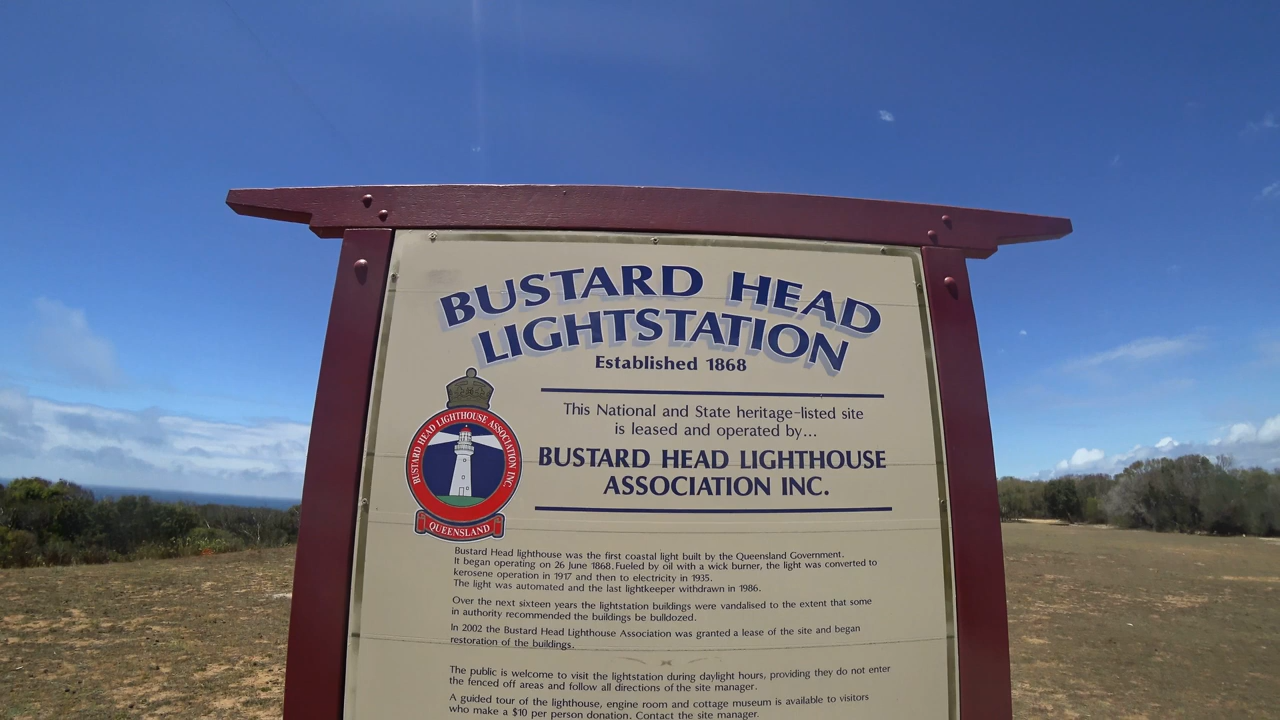 BUSTARD HEAD
LIGHTSTATION
Established 1868
This National and State heritage-listed site
is leased and operated by...
BUSTARD HEAD LIGHTHOUSE
ASSOCIATION INC.
BUSTARD HEAD LIGHTHOUSE ASSOCIATION INC.
QUEENSLAND
Bustard Head lighthouse was the first coastal light built by the Queensland Government.
It began operating on 26 June 1868. Fueled by oil with a wick burner, the light was converted to
kerosene operation in 1917 and then to electricity in 1935.
The light was automated and the last lightkeeper withdrawn in 1986.
Over the next sixteen years the lightstation buildings were vandalised to the extent that some
in authority recommended the buildings be bulldozed.
In 2002 the Bustard Head Lighthouse Association was granted a lease of the site and began
restoration of the buildings.
The public is welcome to visit the lightstation during daylight hours, providing they do not enter
the fenced off areas and follow all directions of the site manager.
A guided tour of the lighthouse, engine room and cottage museum is available to visitors
who make a $10 per person donation. Contact the site manager.